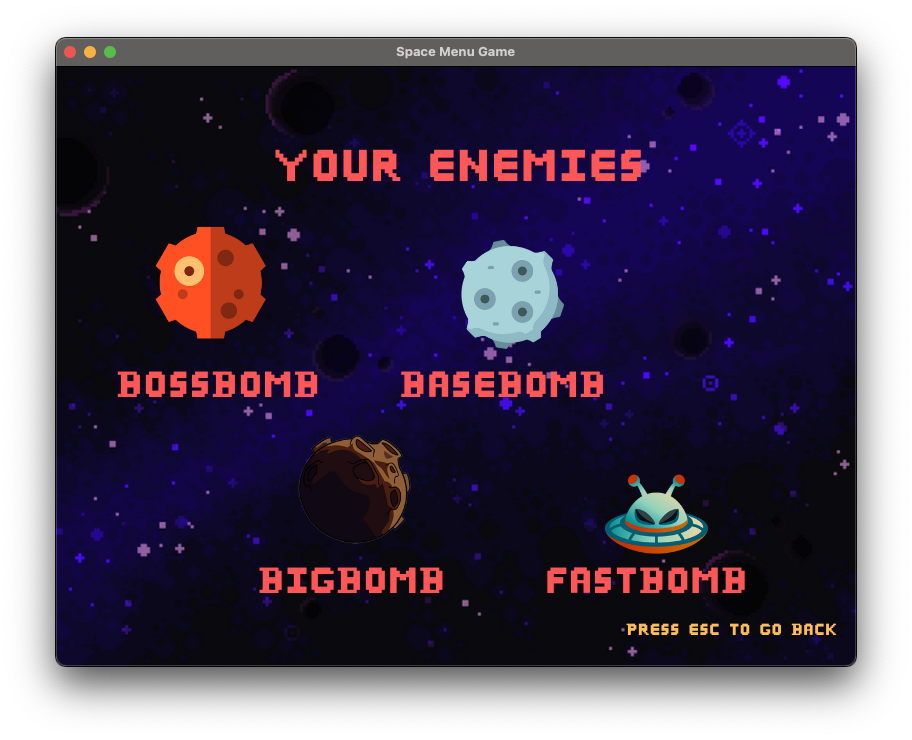 Space Menu Game
YOUR ENEMIES
BOSSBOMB
BASEBOMB
BIGBOMB
FASTBOMB
PRESS ESC TO GO BACK